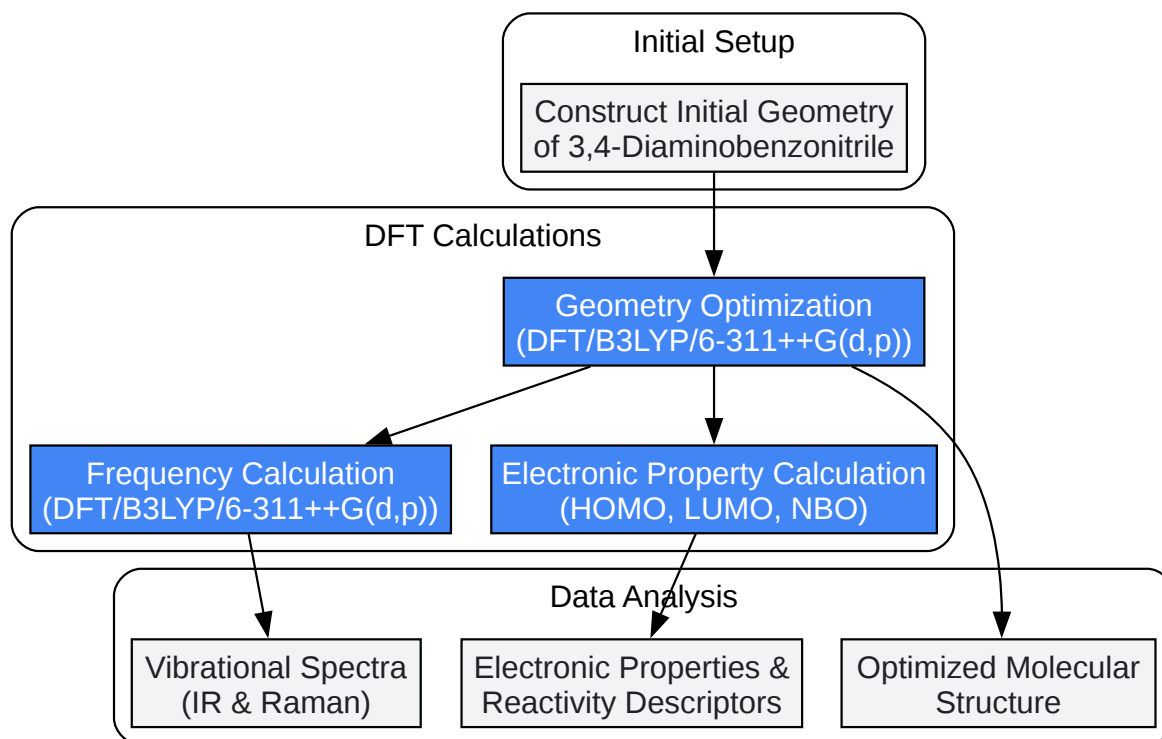 Initial Setup
Construct Initial Geometry
of 3,4-Diaminobenzonitrile
DFT Calculations
Geometry Optimization
(DFT/B3LYP/6-311++G(d,p))
Frequency Calculation
(DFT/B3LYP/6-311++G(d,p))
Electronic Property Calculation
(HOMO, LUMO, NBO)
Data Analysis
Vibrational Spectra
(IR & Raman)
Electronic Properties &
Reactivity Descriptors
Optimized Molecular
Structure